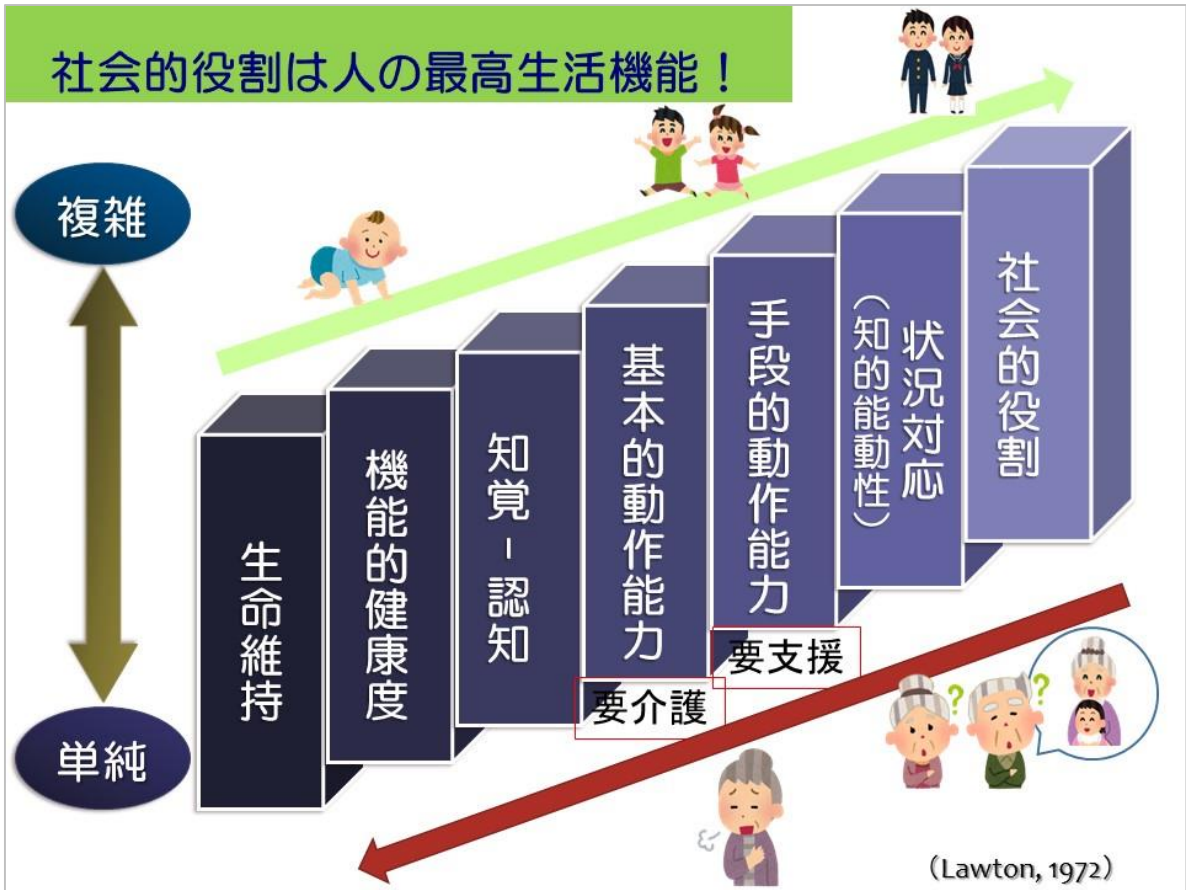 社会的役割は人の最高生活機能！
複雑
単純
生命維持
機能的健康度
知覚-認知
基本的動作能力
要介護
手段的動作能力
要支援
状況対応
（知的能動性）
社会的役割
?
?
（Lawton, 1972）